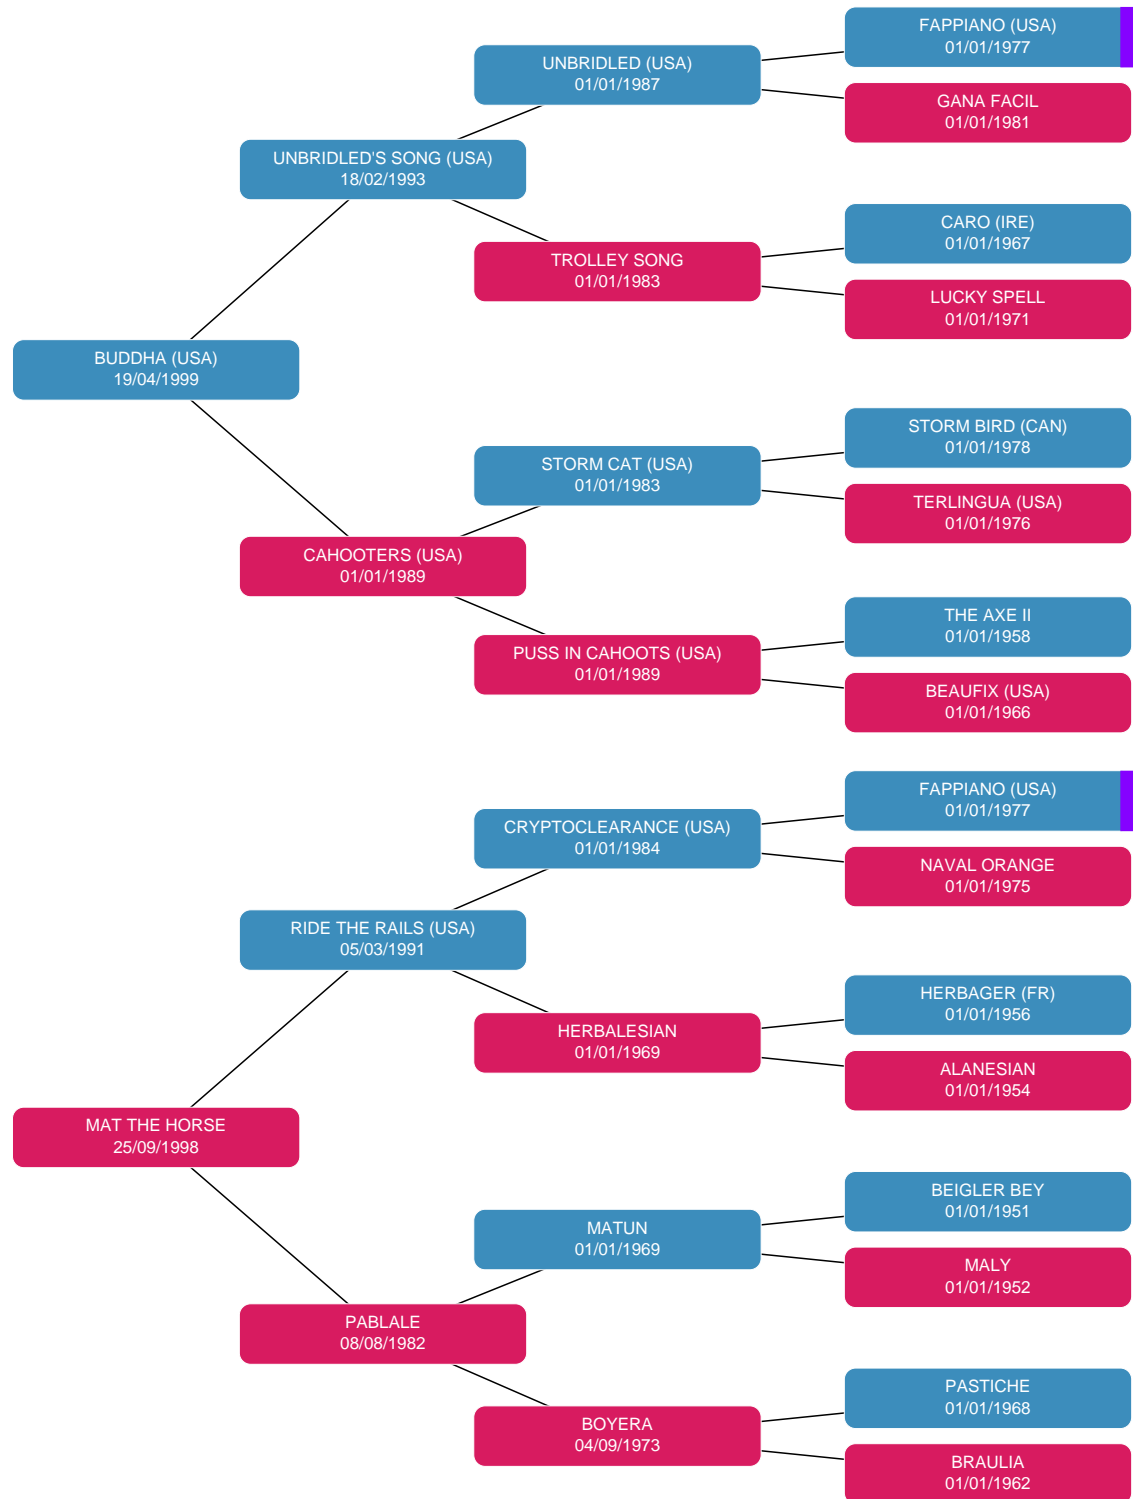 FAPPIANO (USA)
01/01/1977
UNBRIDLED (USA)
01/01/1987
GANA FACIL
01/01/1981
UNBRIDLED'S SONG (USA)
18/02/1993
CARO (IRE)
01/01/1967
TROLLEY SONG
01/01/1983
LUCKY SPELL
01/01/1971
BUDDHA (USA)
19/04/1999
STORM BIRD (CAN)
01/01/1978
STORM CAT (USA)
01/01/1983
TERLINGUA (USA)
01/01/1976
CAHOOTERS (USA)
01/01/1989
THE AXE II
01/01/1958
PUSS IN CAHOOTS (USA)
01/01/1989
BEAUFIX (USA)
01/01/1966
FAPPIANO (USA)
01/01/1977
CRYPTOCLEARANCE (USA)
01/01/1984
NAVAL ORANGE
01/01/1975
RIDE THE RAILS (USA)
05/03/1991
HERBAGER (FR)
01/01/1956
HERBALESIAN
01/01/1969
ALANESIAN
01/01/1954
MAT THE HORSE
25/09/1998
BEIGLER BEY
01/01/1951
MATUN
01/01/1969
MALY
01/01/1952
PABLALE
08/08/1982
PASTICHE
01/01/1968
BOYERA
04/09/1973
BRAULIA
01/01/1962